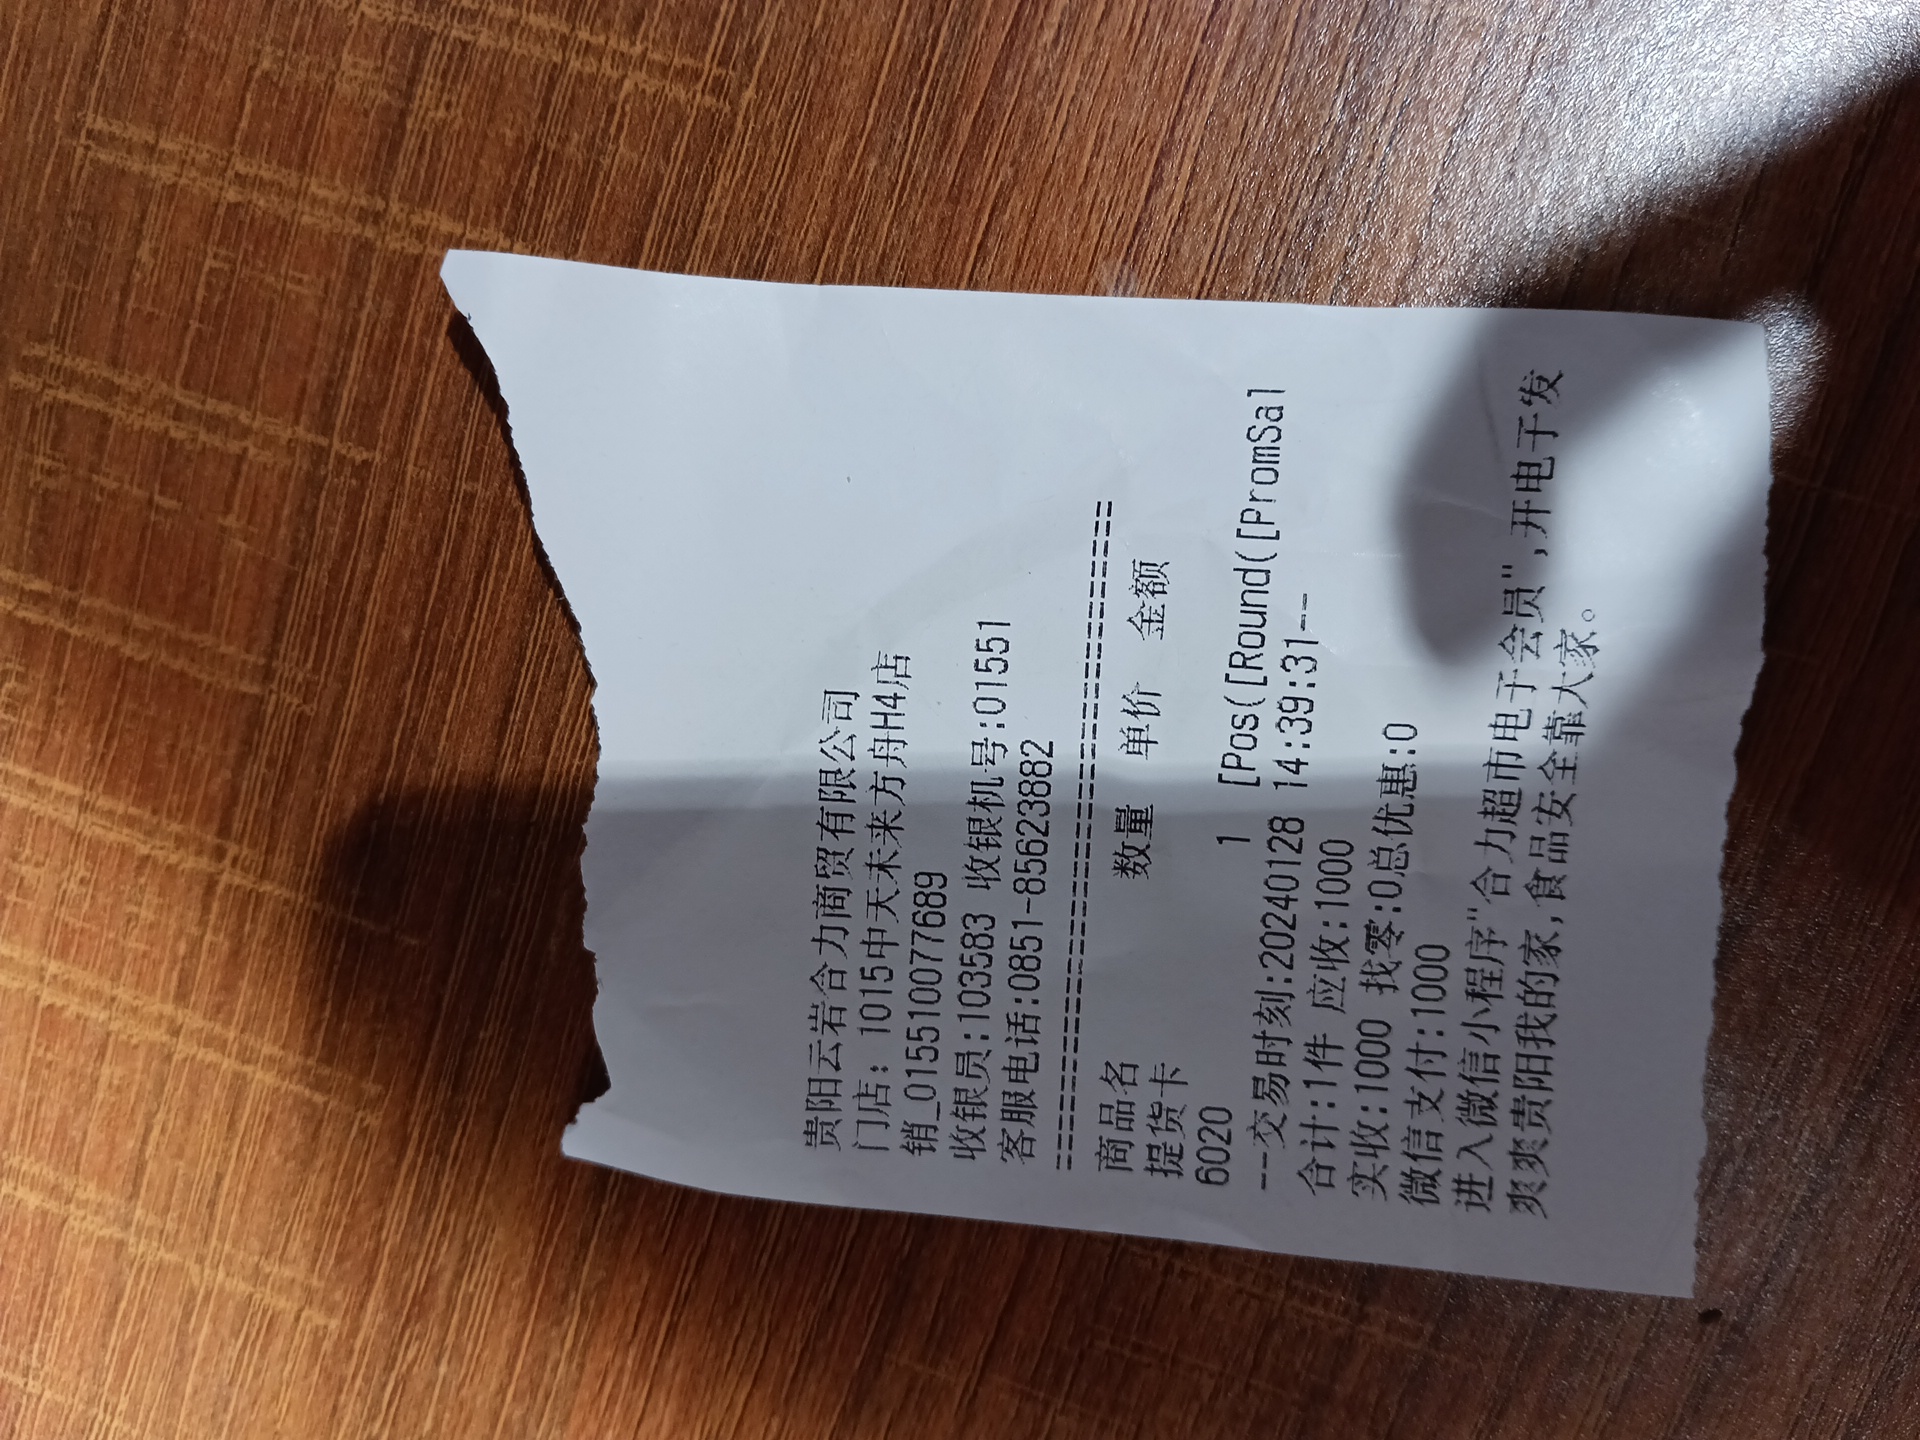 贵阳云岩合力商贸有限公司
门店: 1015中天未来方舟H4店
销_015510077689
收银员:103583 收银机号:01551
客服电话:0851-85623882
==========================================
商品名 数量 单价 金额
提货卡
6020 1 [Pos([Round([PromSal
--交易时刻:20240128 14:39:31--
合计:1件 应收:1000
实收:1000 找零:0总优惠:0
微信支付:1000
进入微信小程序"合力超市电子会员",开电子发
爽爽贵阳我的家,食品安全靠大家。